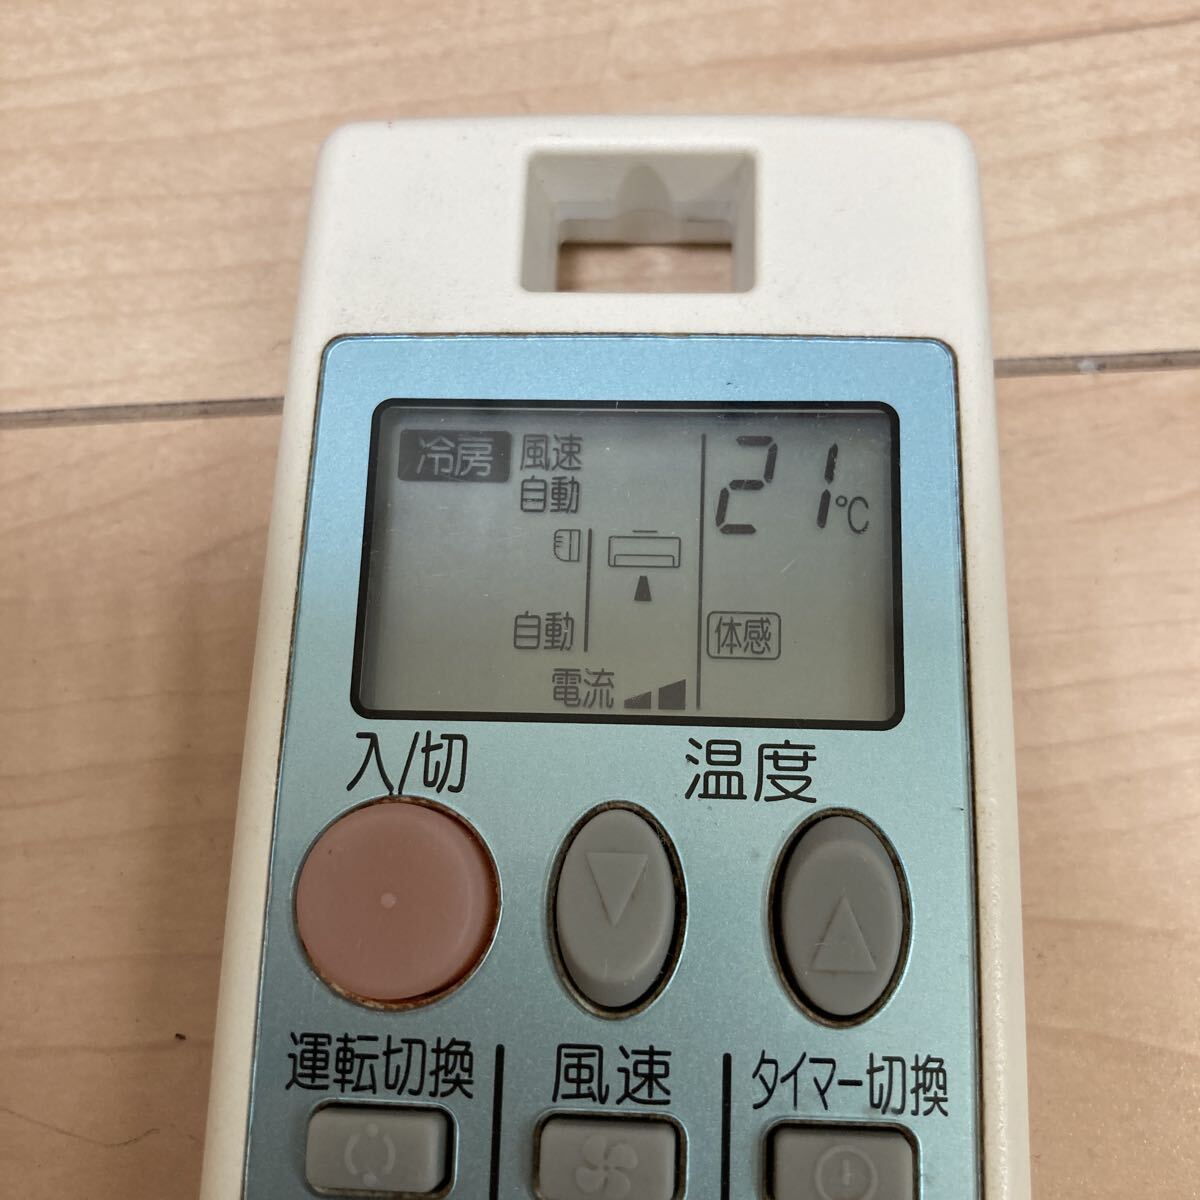 冷房 風速 21℃
自動
自動 体感
電流
入/切 温度
運転切換 風速 タイマー切換